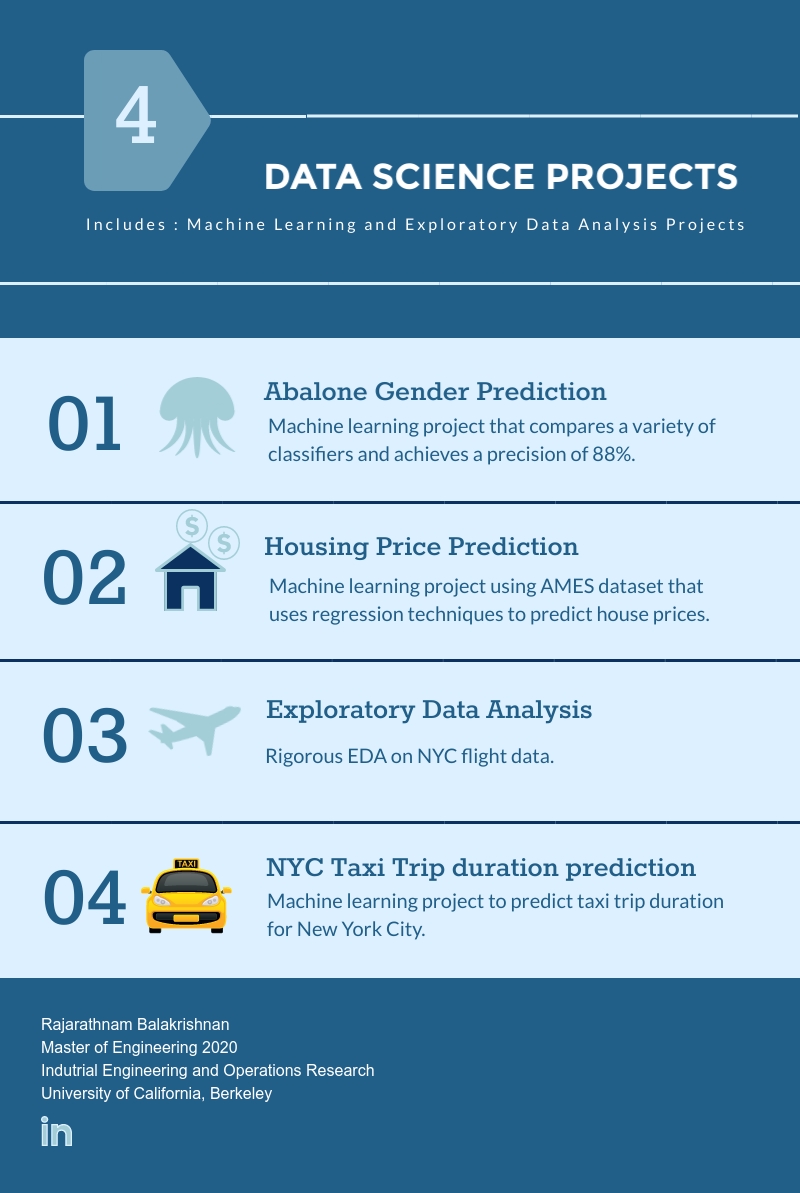 4
DATA SCIENCE PROJECTS
Includes : Machine Learning and Exploratory Data Analysis Projects
01
Abalone Gender Prediction
Machine learning project that compares a variety of
classifiers and achieves a precision of 88%.
$
$
02
Housing Price Prediction
Machine learning project using AMES dataset that
uses regression techniques to predict house prices.
03
Exploratory Data Analysis
Rigorous EDA on NYC flight data.
04
TAXI
NYC Taxi Trip duration prediction
Machine learning project to predict taxi trip duration
for New York City.
Rajarathnam Balakrishnan
Master of Engineering 2020
Indutrial Engineering and Operations Research
University of California, Berkeley
in